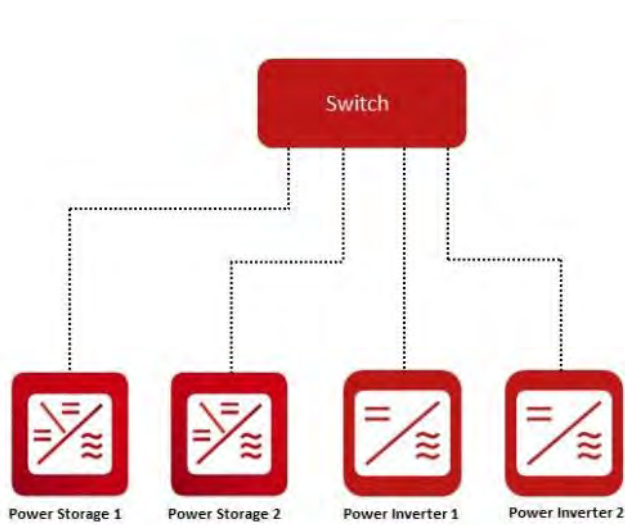 Switch
Power Storage 1
Power Storage 2
Power Inverter 1
Power Inverter 2